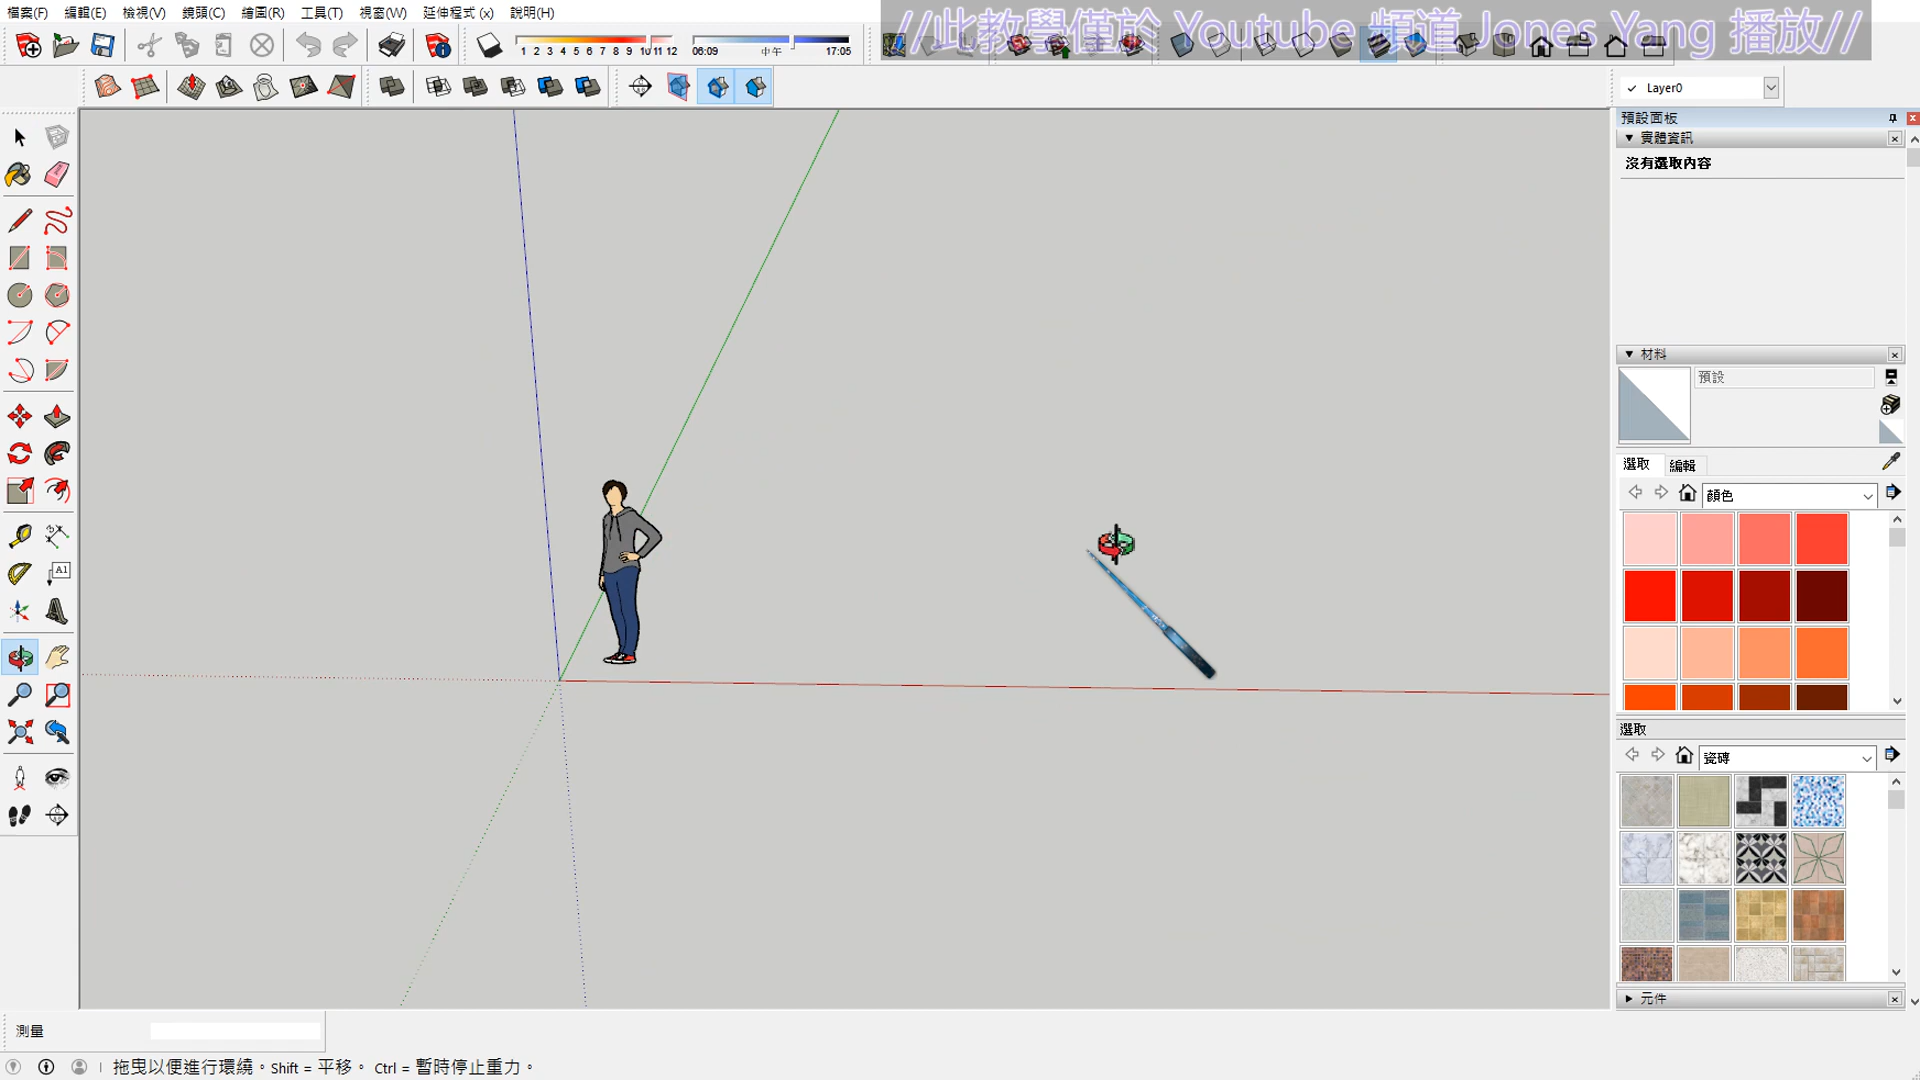 檔案(F) 編輯(E) 檢視(V) 鏡頭(C) 繪圖(R) 工具(T) 視窗(W) 延伸程式 (x) 說明(H)
//此教學僅於 Youtube 頻道 Jones Yang 播放//
1 2 3 4 5 6 7 8 9 10 11 12
06:09 中午 17:05
Layer0
預設面板
實體資訊
沒有選取內容
材料
預設
選取 編輯
顏色
A1
選取
瓷磚
元件
測量
拖曳以便進行環繞。Shift = 平移。 Ctrl = 暫時停止重力。